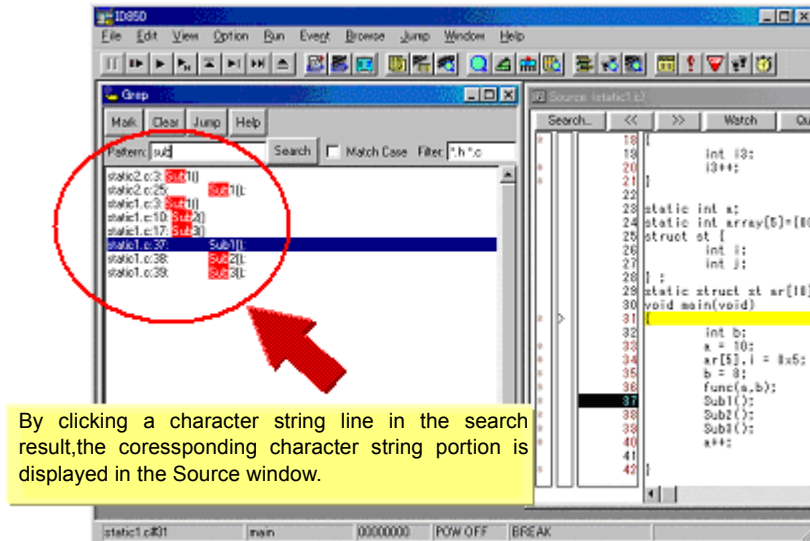 ID850
File Edit View Option Run Event Browse Jump Window Help
Grep
Mark Clear Jump Help
Pattern: sub Search Match Case Filter: *.h *.c
static2.c:3: Sub1()
static2.c:25: Sub1();
static1.c:3: Sub1()
static1.c:10: Sub2()
static1.c:17: Sub3()
static1.c:37: Sub1();
static1.c:38: Sub2();
static1.c:39: Sub3();
By clicking a character string line in the search
result,the coressponding character string portion is
displayed in the Source window.
Source (static1.c)
Search... << >> Watch Qu
18 {
19 int i3;
20 i3++;
21 }
22
23 static int a;
24 static int array[5]={
25 struct st {
26 int i;
27 int j;
28 } ;
29 static struct st ar[10]
30 void main(void)
31 {
32 int b;
33 a = 10;
34 ar[5].i = 0x5;
35 b = 8;
36 func(a,b);
37 Sub1();
38 Sub2();
39 Sub3();
40 a++;
41
42 }
static1.c#31 main 00000000 POW OFF BREAK